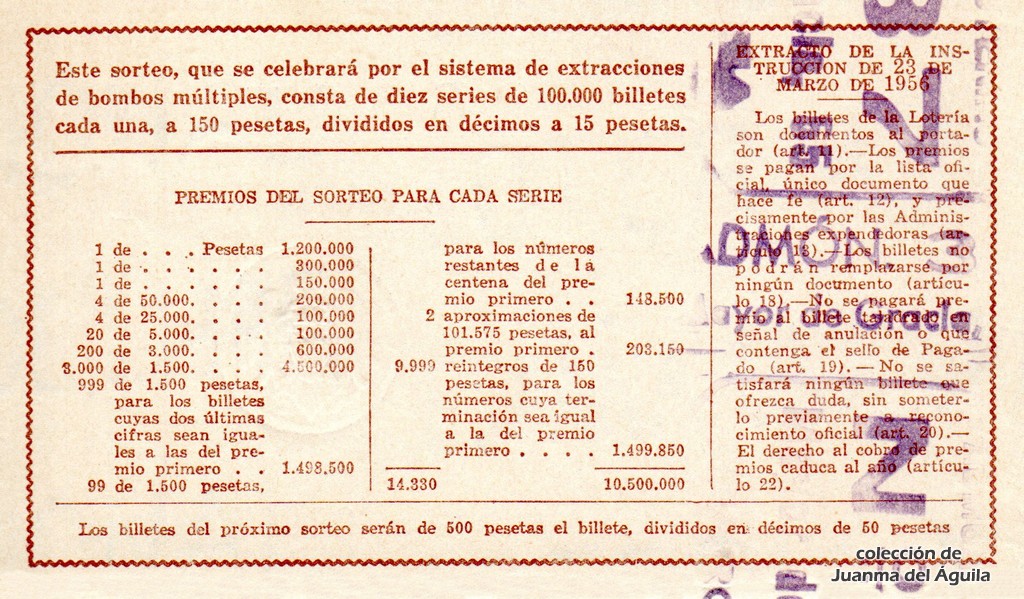 Este sorteo, que se celebrará por el sistema de extracciones
de bombos múltiples, consta de diez series de 100.000 billetes
cada una, a 150 pesetas, divididos en décimos a 15 pesetas.
PREMIOS DEL SORTEO PARA CADA SERIE
1 de . . . Pesetas 1.200.000
1 de . . . . . . 300.000
1 de . . . . . . 150.000
4 de 50.000. . . . 200.000
4 de 25.000. . . . 100.000
20 de 5.000. . . . 100.000
200 de 3.000. . . . 600.000
3.000 de 1.500. . . . 4.500.000
999 de 1.500 pesetas,
para los billetes
cuyas dos últimas
cifras sean igua-
les a las del pre-
mio primero . . 1.498.500
99 de 1.500 pesetas,
para los números
restantes de la
centena del pre-
mio primero . . 148.500
2 aproximaciones de
101.575 pesetas, al
premio primero . 203.150
9.999 reintegros de 150
pesetas, para los
números cuya ter-
minación sea igual
a la del premio
primero . . . . 1.499.850
14.330 10.500.000
EXTRACTO DE LA INS-
TRUCCION DE 23 DE
MARZO DE 1956
Los billetes de la Lotería
son documentos al porta-
dor (art. 11).—Los premios
se pagan por la lista ofi-
cial, único documento que
hace fe (art. 12), y pre-
cisamente por las Adminis-
traciones expendedoras (ar-
tículo 13).—Los billetes no
podrán remplazarse por
ningún documento (artícu-
lo 18).—No se pagará pre-
mio al billete taladrado en
señal de anulación o que
contenga el sello de Paga-
do (art. 19).—No se sa-
tisfará ningún billete que
ofrezca duda, sin someter-
lo previamente a recono-
cimiento oficial (art. 20).—
El derecho al cobro de pre-
mios caduca al año (artícu-
lo 22).
ADMÓN
Los billetes del próximo sorteo serán de 500 pesetas el billete, divididos en décimos de 50 pesetas
colección de
Juanma del Águila